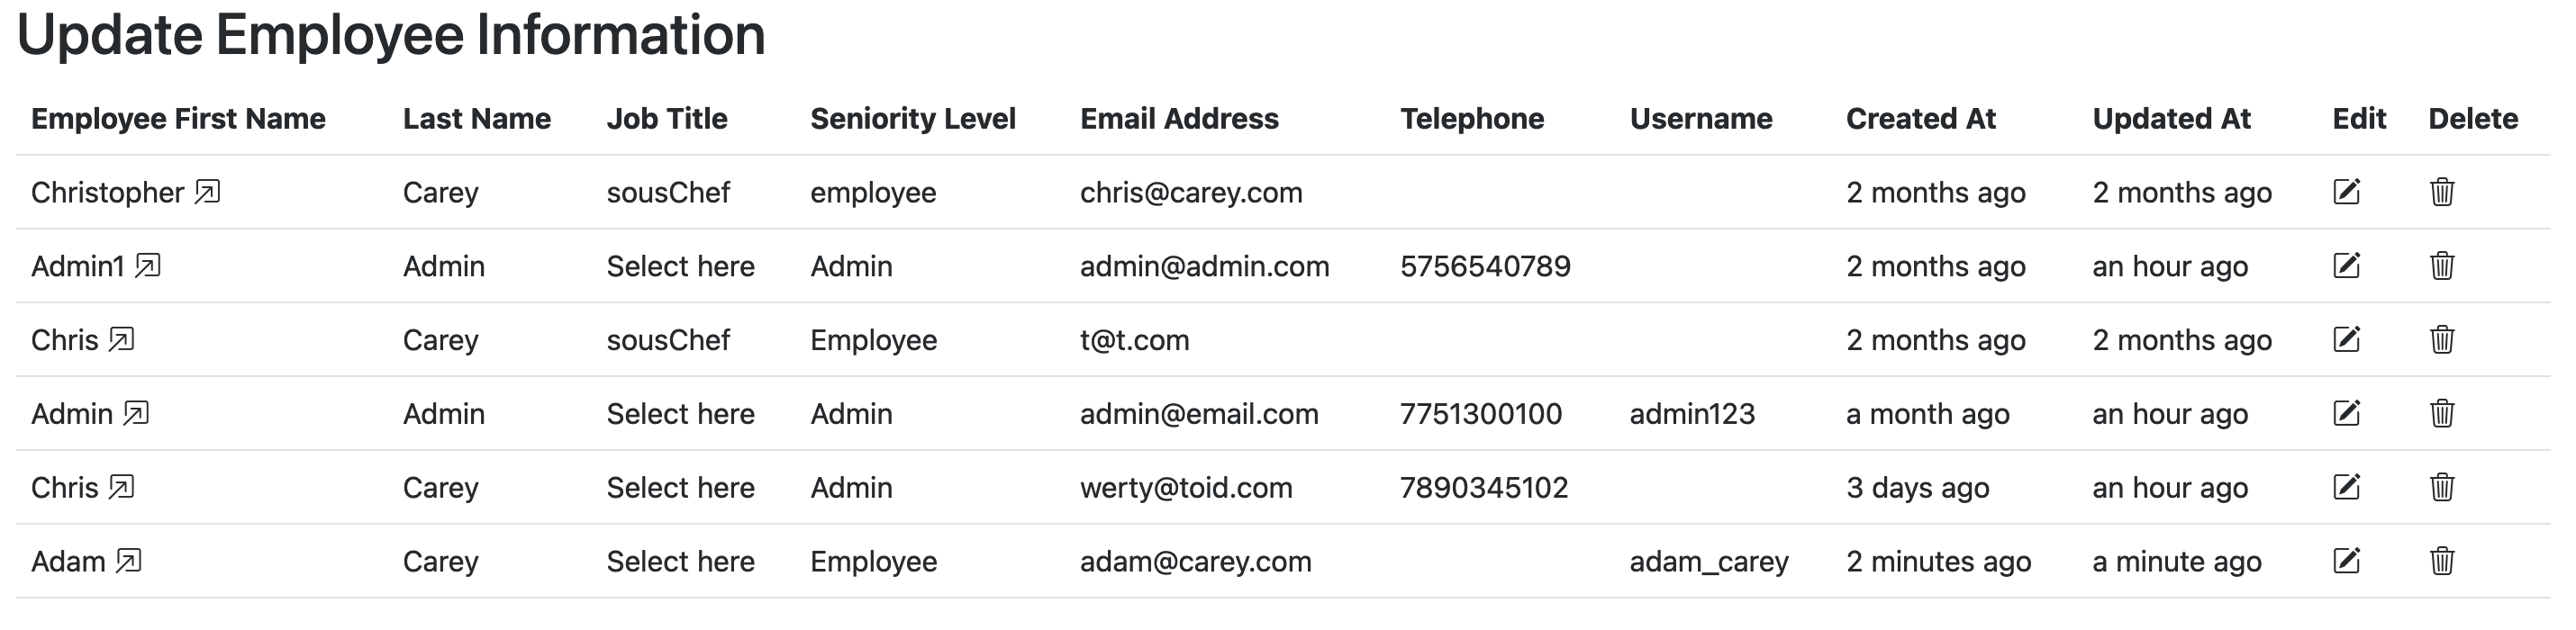 Update Employee Information
Employee First Name Last Name Job Title Seniority Level Email Address Telephone Username Created At Updated At Edit Delete
Christopher Carey sousChef employee chris@carey.com 2 months ago 2 months ago
Admin1 Admin Select here Admin admin@admin.com 5756540789 2 months ago an hour ago
Chris Carey sousChef Employee t@t.com 2 months ago 2 months ago
Admin Admin Select here Admin admin@email.com 7751300100 admin123 a month ago an hour ago
Chris Carey Select here Admin werty@toid.com 7890345102 3 days ago an hour ago
Adam Carey Select here Employee adam@carey.com adam_carey 2 minutes ago a minute ago